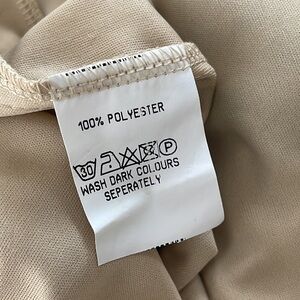 100% POLYESTER
30 P
WASH DARK COLOURS
SEPERATELY